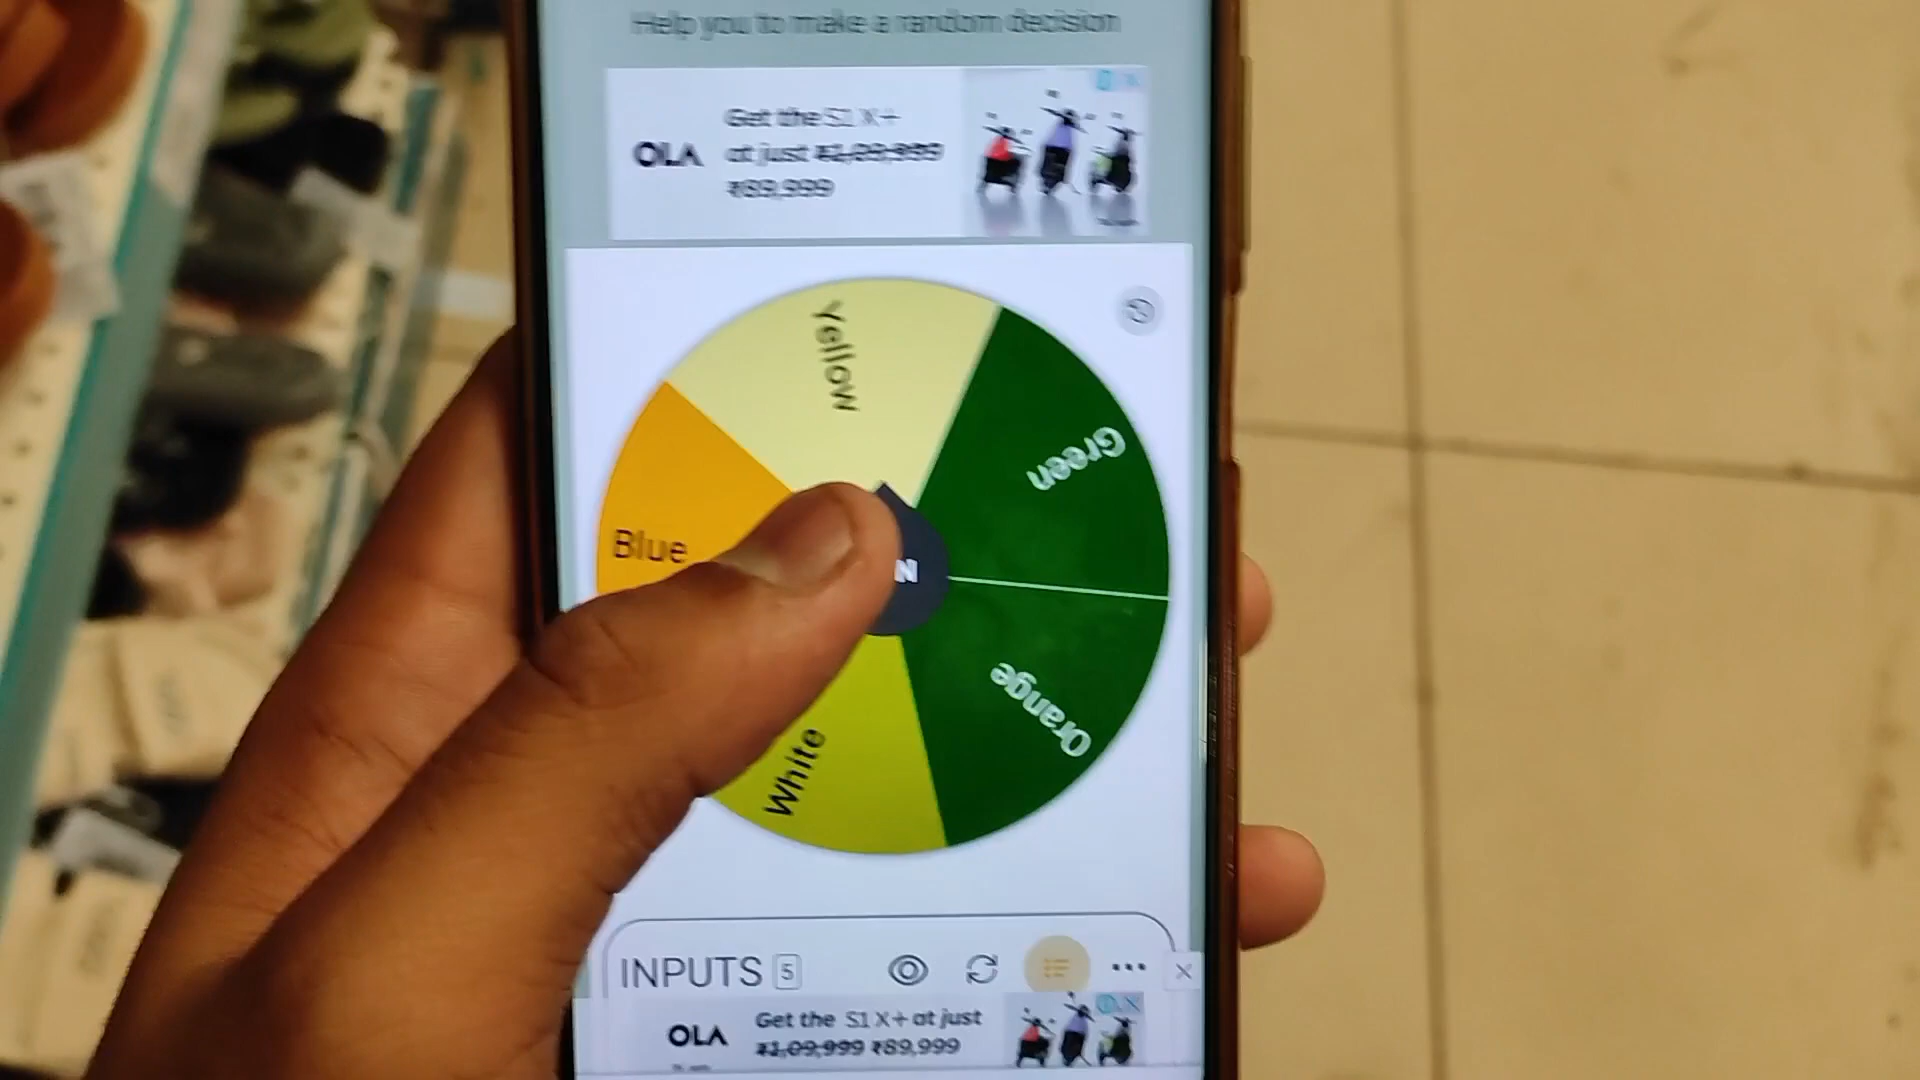 Help you to make a random decision
OLA
Get the S1 X+
at just ₹1,09,999
₹89,999
Yellow
Green
Blue
N
Orange
White
INPUTS 5
OLA
Get the S1 X+ at just
₹1,09,999 ₹89,999